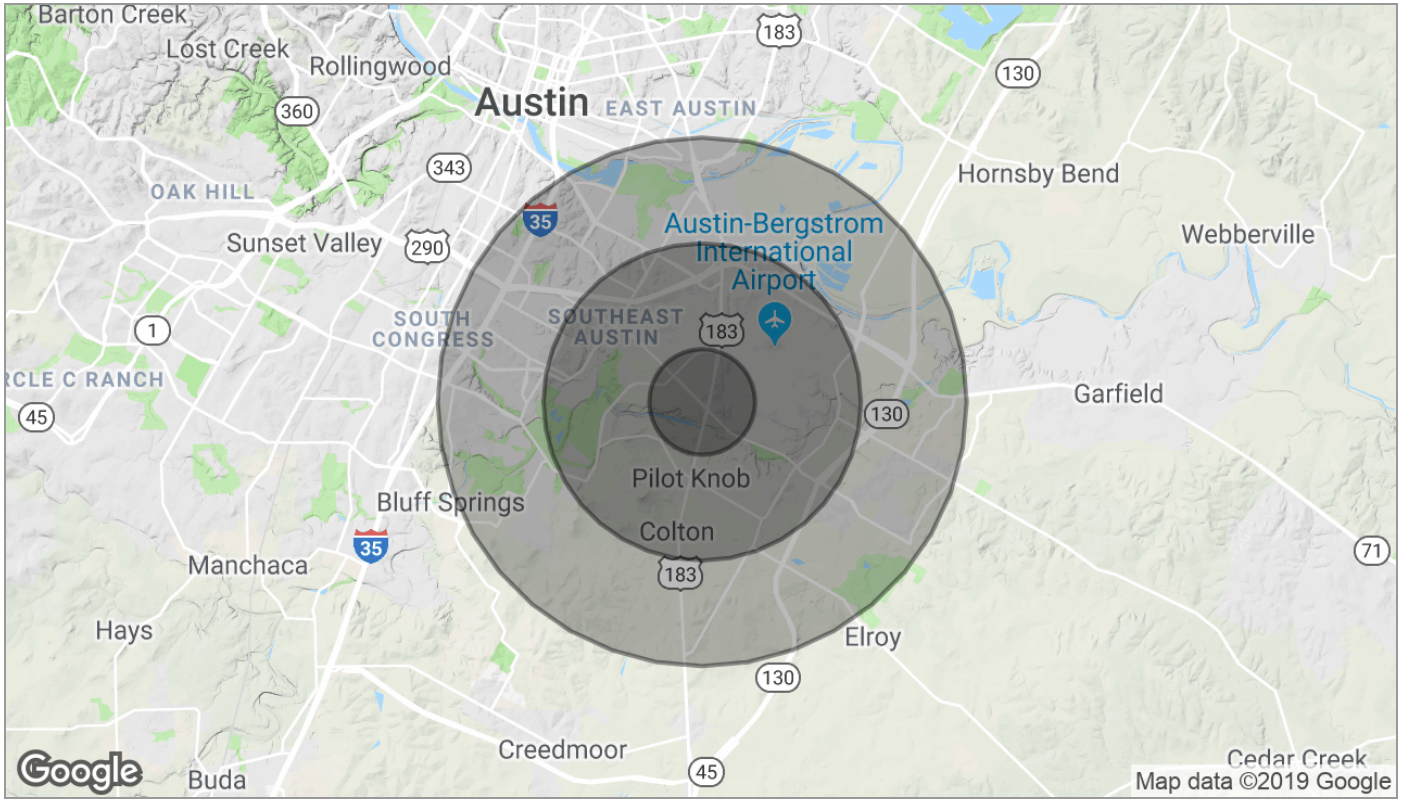 Barton Creek
183
Lost Creek
Rollingwood
130
360
Austin
EAST AUSTIN
343
Hornsby Bend
OAK HILL
35
Austin-Bergstrom
International
Airport
Sunset Valley
290
Webberville
SOUTH
CONGRESS
SOUTHEAST
AUSTIN
183
1
RCLE C RANCH
Garfield
45
130
Pilot Knob
Bluff Springs
Colton
35
71
Manchaca
183
Hays
Elroy
130
Creedmoor
45
Cedar Creek
Google
Buda
Map data ©2019 Google